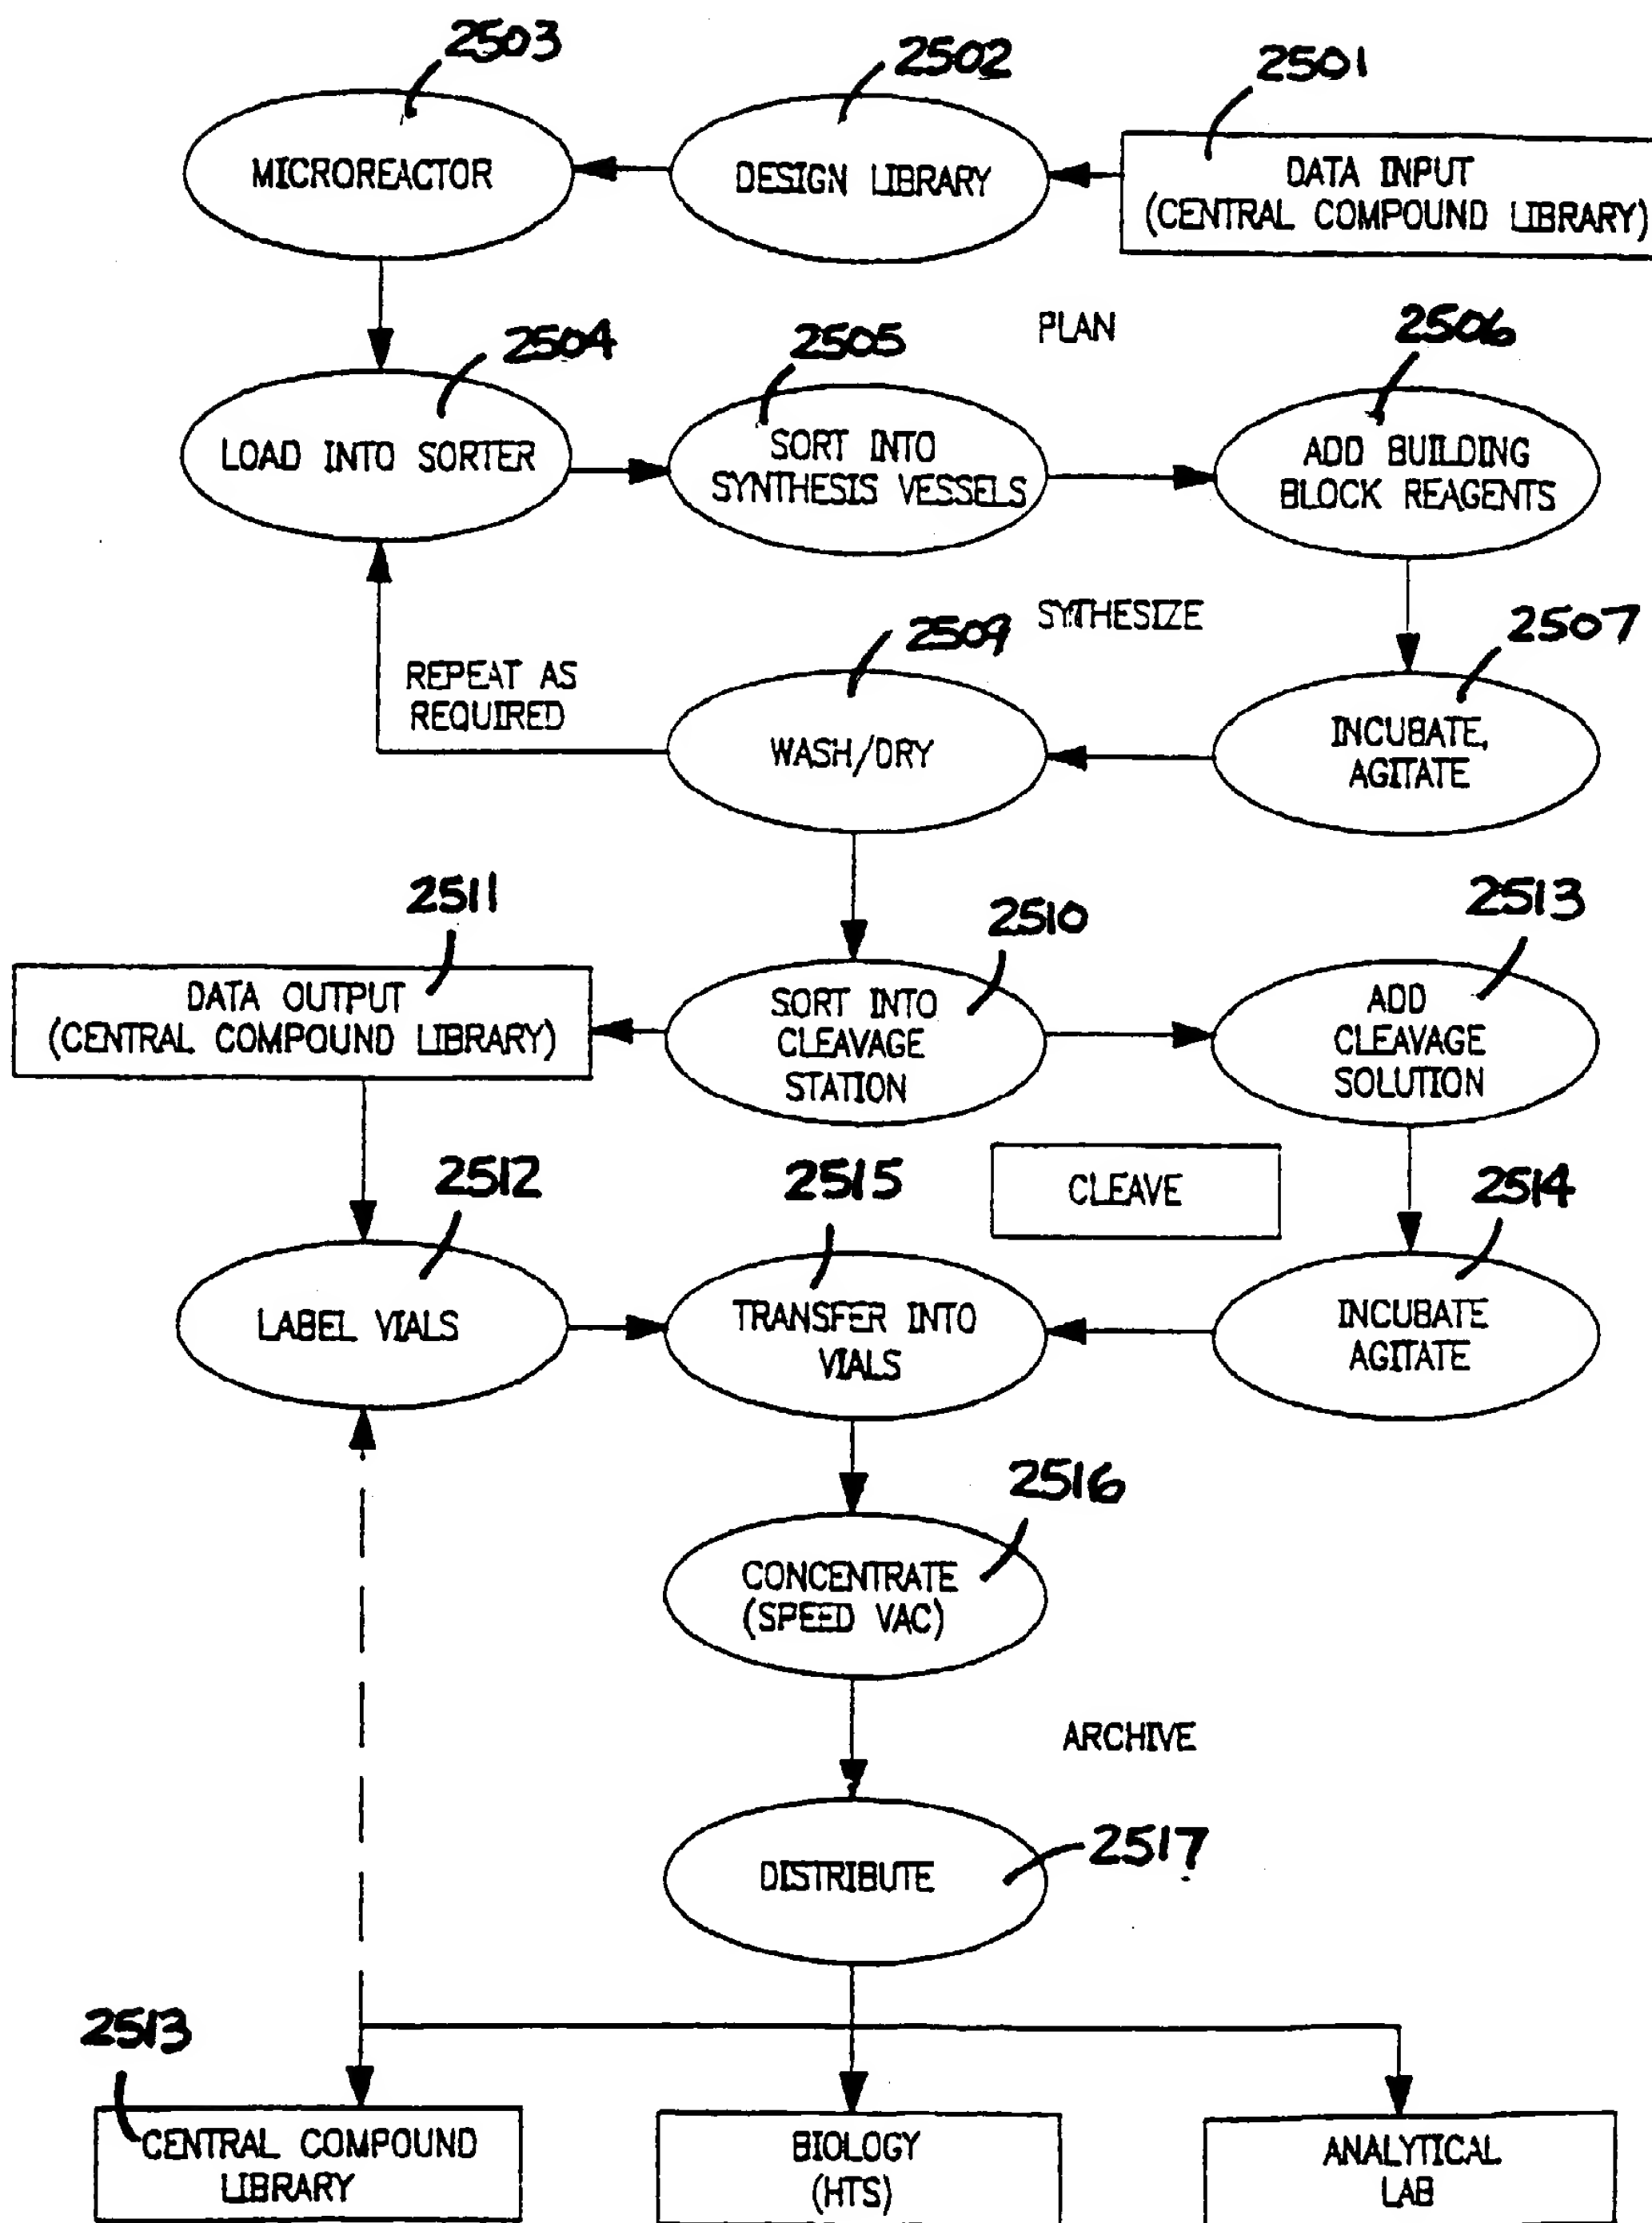 2503
2502
2501
MICROREACTOR
DESIGN LIBRARY
DATA INPUT
(CENTRAL COMPOUND LIBRARY)
PLAN
2504
2505
2506
LOAD INTO SORTER
SORT INTO
SYNTHESIS VESSELS
ADD BUILDING
BLOCK REAGENTS
SYTHESIZE
2509
2507
REPEAT AS
REQUIRED
WASH/DRY
INCUBATE,
AGITATE
2511
2510
2513
DATA OUTPUT
(CENTRAL COMPOUND LIBRARY)
SORT INTO
CLEAVAGE
STATION
ADD
CLEAVAGE
SOLUTION
CLEAVE
2512
2515
2514
LABEL VIALS
TRANSFER INTO
VIALS
INCUBATE
AGITATE
2516
CONCENTRATE
(SPEED VAC)
ARCHIVE
2517
DISTRIBUTE
2513
CENTRAL COMPOUND
LIBRARY
BIOLOGY
(HTS)
ANALYTICAL
LAB